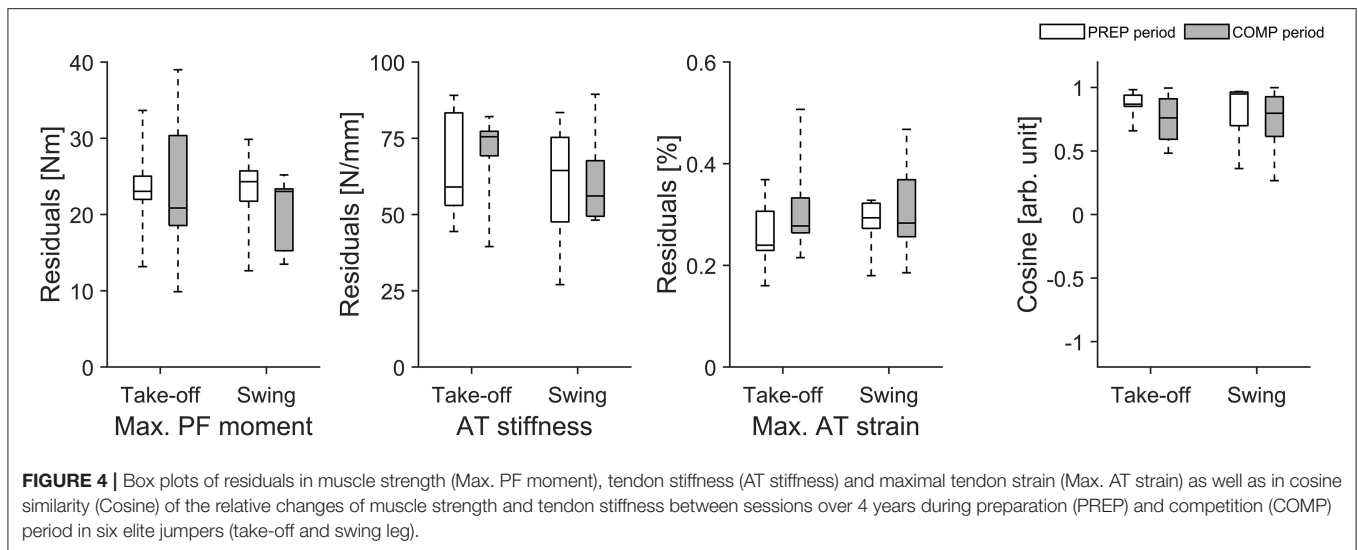 PREP period COMP period
40
30
20
10
0
Residuals [Nm]
Take-off Swing
Max. PF moment
100
75
50
25
0
Residuals [N/mm]
Take-off Swing
AT stiffness
0.6
0.4
0.2
0
Residuals [%]
Take-off Swing
Max. AT strain
1
0.5
0
-0.5
-1
Cosine [arb. unit]
Take-off Swing
FIGURE 4 | Box plots of residuals in muscle strength (Max. PF moment), tendon stiffness (AT stiffness) and maximal tendon strain (Max. AT strain) as well as in cosine
similarity (Cosine) of the relative changes of muscle strength and tendon stiffness between sessions over 4 years during preparation (PREP) and competition (COMP)
period in six elite jumpers (take-off and swing leg).